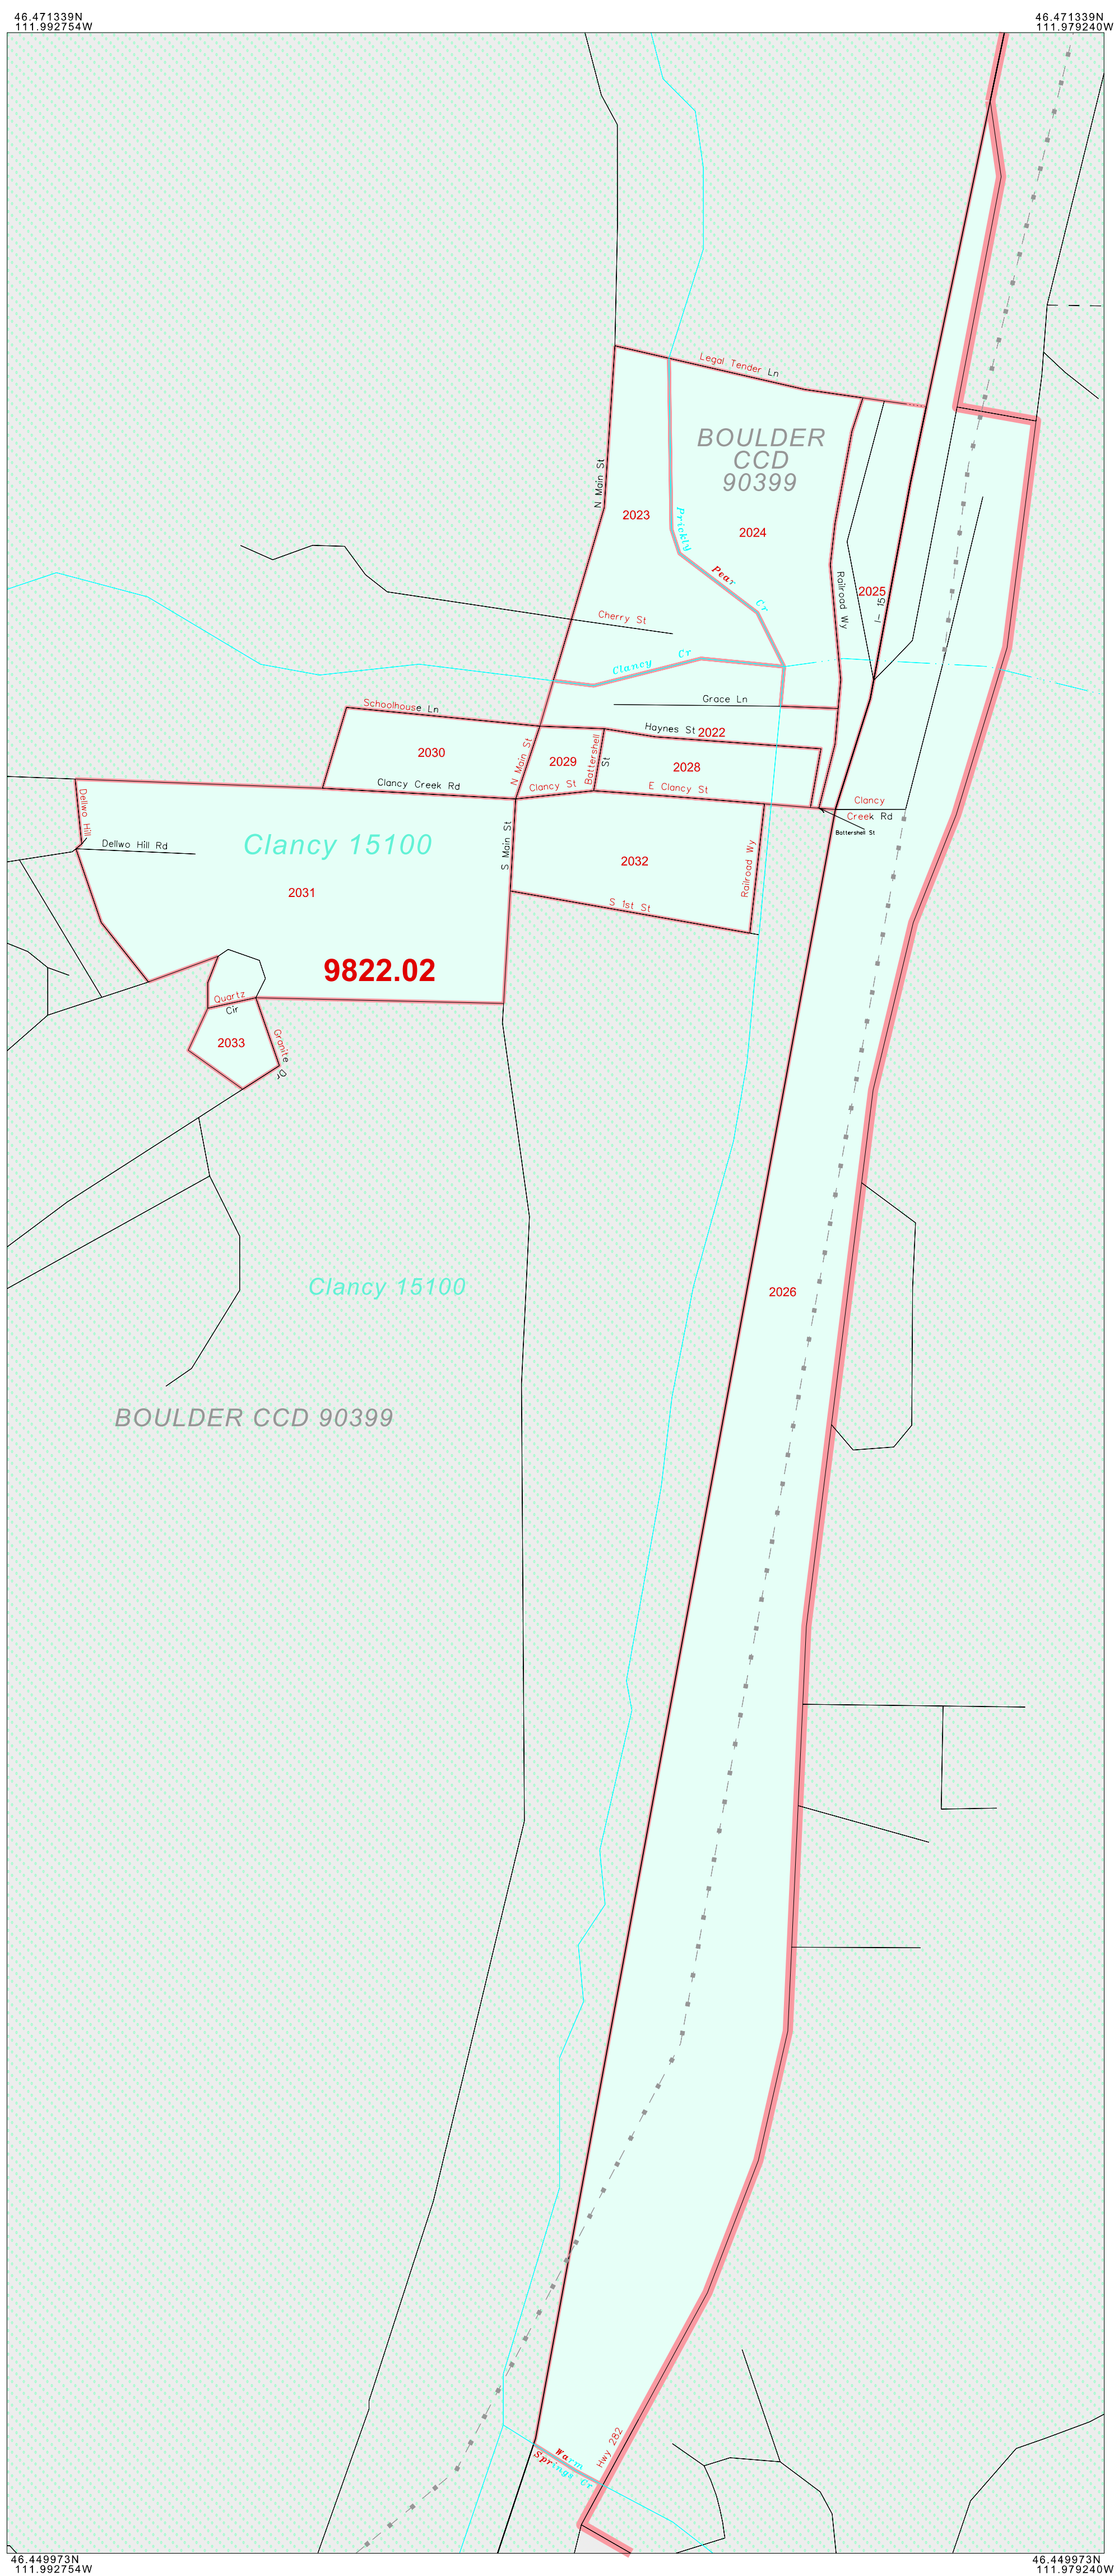 46.471339N
111.992754W
46.471339N
111.979240W
Legal Tender Ln
BOULDER
CCD
90399
N Main St
2023
2024
Prickly
Pear
Cr
Railroad Wy
2025
I- 15
Cherry St
Clancy Cr
Grace Ln
Schoolhouse Ln
Haynes St
2022
2030
N Main St
2029
Battershell
St
2028
Clancy Creek Rd
Clancy St
E Clancy St
Clancy
Creek Rd
Battershell St
Dellwo Hill
Dellwo Hill Rd
Clancy 15100
S Main St
2032
Railroad Wy
2031
S 1st St
9822.02
Quartz
Cir
2033
Granite
Clancy 15100
2026
BOULDER CCD 90399
Hwy 282
Warm
Springs Cr
46.449973N
111.992754W
46.449973N
111.979240W